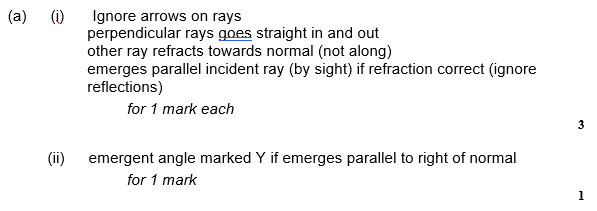 (a) (i) Ignore arrows on rays
perpendicular rays goes straight in and out
other ray refracts towards normal (not along)
emerges parallel incident ray (by sight) if refraction correct (ignore
reflections)
for 1 mark each
3
(ii) emergent angle marked Y if emerges parallel to right of normal
for 1 mark
1